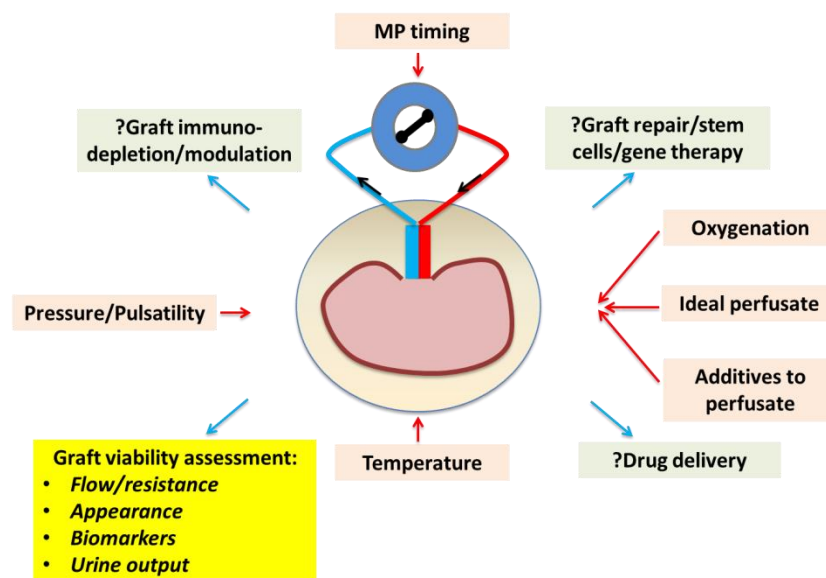 MP timing
?Graft immuno-
depletion/modulation
?Graft repair/stem
cells/gene therapy
Oxygenation
Pressure/Pulsatility
Ideal perfusate
Additives to
perfusate
Graft viability assessment:
• Flow/resistance
• Appearance
• Biomarkers
• Urine output
Temperature
?Drug delivery